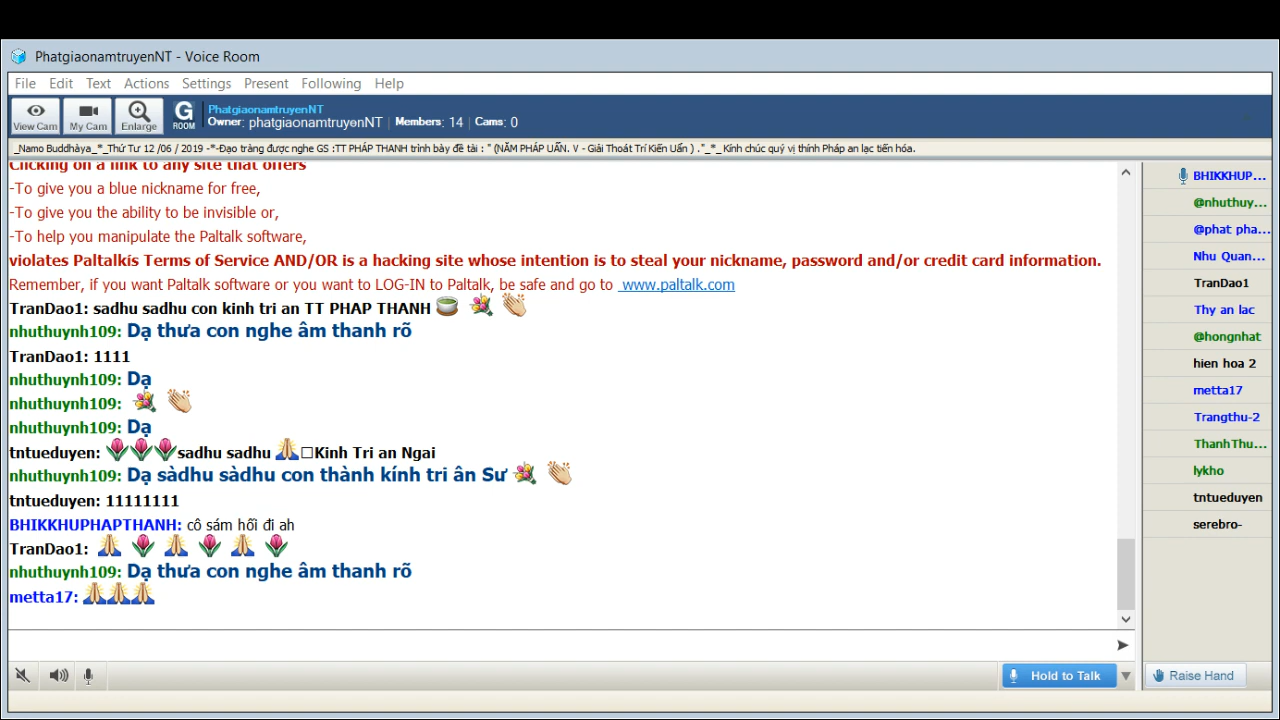 PhatgiaonamtruyenNT - Voice Room
File Edit Text Actions Settings Present Following Help
View Cam My Cam Enlarge G ROOM
PhatgiaonamtruyenNT
Owner: phatgiaonamtruyenNT Members: 14 Cams: 0
_Namo Buddhàya_*_Thứ Tư 12 /06 / 2019 -*-Đạo tràng được nghe GS :TT PHÁP THANH trình bày đề tài : " (NĂM PHÁP UẨN. V - Giải Thoát Trí Kiến Uẩn ) ."_*_ Kính chúc quý vị thính Pháp an lạc tiến hóa.
Clicking on a link to any site that offers
-To give you a blue nickname for free,
-To give you the ability to be invisible or,
-To help you manipulate the Paltalk software,
violates Paltalkís Terms of Service AND/OR is a hacking site whose intention is to steal your nickname, password and/or credit card information.
Remember, if you want Paltalk software or you want to LOG-IN to Paltalk, be safe and go to www.paltalk.com
TranDao1: sadhu sadhu con kinh tri an TT PHAP THANH 🍵 💐 👏
nhuthuynh109: Dạ thưa con nghe âm thanh rõ
TranDao1: 1111
nhuthuynh109: Dạ
nhuthuynh109: 💐 👏
nhuthuynh109: Dạ
tntueduyen: 🌷🌷🌷sadhu sadhu 🙏□Kinh Tri an Ngai
nhuthuynh109: Dạ sàdhu sàdhu con thành kính tri ân Sư 💐 👏
tntueduyen: 11111111
BHIKKHUPHAPTHANH: cô sám hối đi ah
TranDao1: 🙏 🌷 🙏 🌷 🙏 🌷
nhuthuynh109: Dạ thưa con nghe âm thanh rõ
metta17: 🙏🙏🙏
BHIKKHUP...
@nhuthuy...
@phat pha...
Nhu Quan...
TranDao1
Thy an lac
@hongnhat
hien hoa 2
metta17
Trangthu-2
ThanhThu...
lykho
tntueduyen
serebro-
Hold to Talk
Raise Hand